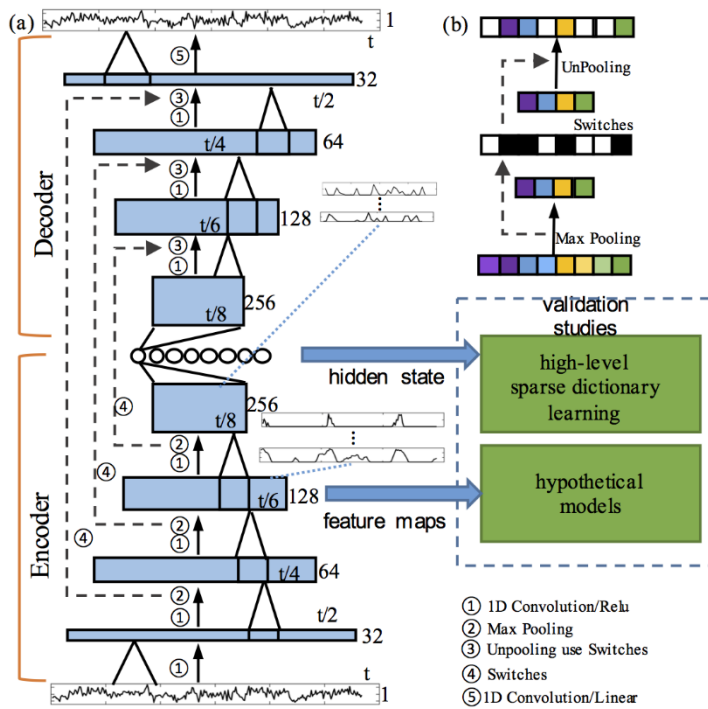 (a)
1
t
⑤
32
③
①
t/2
t/4
64
③
①
t/6
128
③
①
t/8
256
Decoder
hidden state
④
t/8
256
②
①
④
t/6
128
feature maps
②
①
④
t/4
64
②
①
t/2
32
Encoder
①
t
1
(b)
UnPooling
Switches
Max Pooling
validation
studies
high-level
sparse dictionary
learning
hypothetical
models
① 1D Convolution/Relu
② Max Pooling
③ Unpooling use Switches
④ Switches
⑤ 1D Convolution/Linear